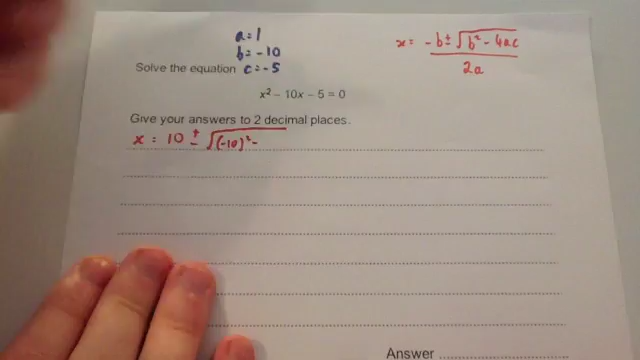 a=1
b=-10
c=-5
x= -b±√b²-4ac
2a
Solve the equation
x² − 10x − 5 = 0
Give your answers to 2 decimal places.
x = 10 ± √(-10)²-
Answer